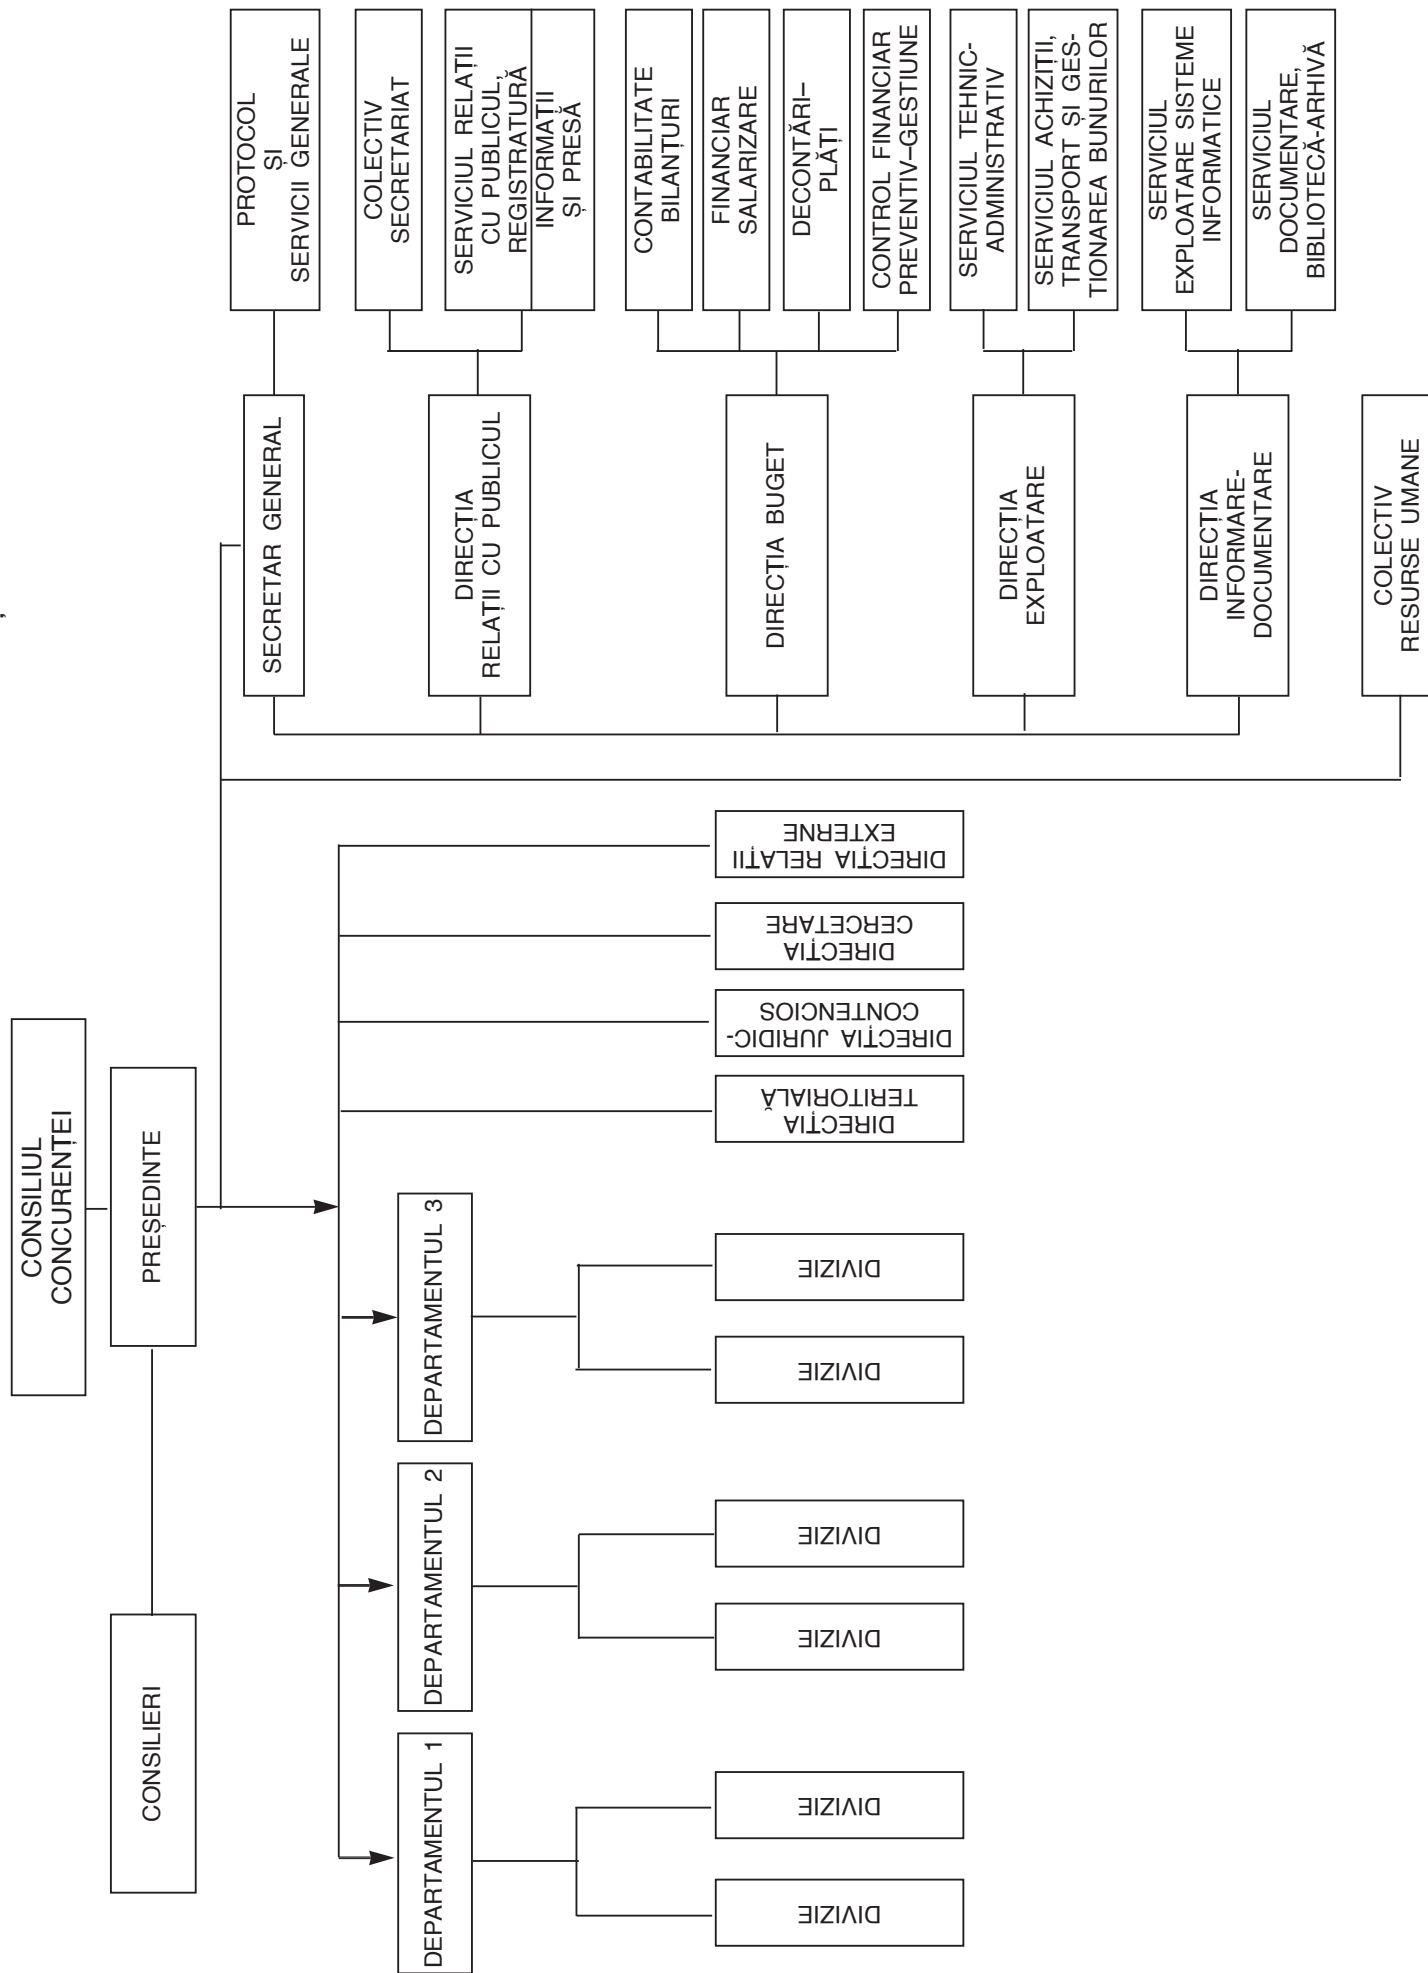 CONSILIUL
CONCURENȚEI
CONSILIERI
PREȘEDINTE
SECRETAR GENERAL
PROTOCOL
ȘI
SERVICII GENERALE
DIRECȚIA
RELAȚII CU PUBLICUL
COLECTIV
SECRETARIAT
SERVICIUL RELAȚII
CU PUBLICUL,
REGISTRATURĂ
INFORMAȚII
ȘI PRESĂ
DIRECȚIA BUGET
CONTABILITATE
BILANȚURI
FINANCIAR
SALARIZARE
DECONTĂRI–
PLĂȚI
CONTROL FINANCIAR
PREVENTIV–GESTIUNE
DIRECȚIA
EXPLOATARE
SERVICIUL TEHNIC-
ADMINISTRATIV
SERVICIUL ACHIZIȚII,
TRANSPORT ȘI GES-
TIONAREA BUNURILOR
DIRECȚIA
INFORMARE-
DOCUMENTARE
SERVICIUL
EXPLOATARE SISTEME
INFORMATICE
SERVICIUL
DOCUMENTARE,
BIBLIOTECĂ-ARHIVĂ
COLECTIV
RESURSE UMANE
DEPARTAMENTUL 1
DEPARTAMENTUL 2
DEPARTAMENTUL 3
DIVIZIE
DIVIZIE
DIVIZIE
DIVIZIE
DIVIZIE
DIVIZIE
DIRECȚIA
TERITORIALĂ
DIRECȚIA JURIDIC-
CONTENCIOS
DIRECȚIA
CERCETARE
DIRECȚIA RELAȚII
EXTERNE